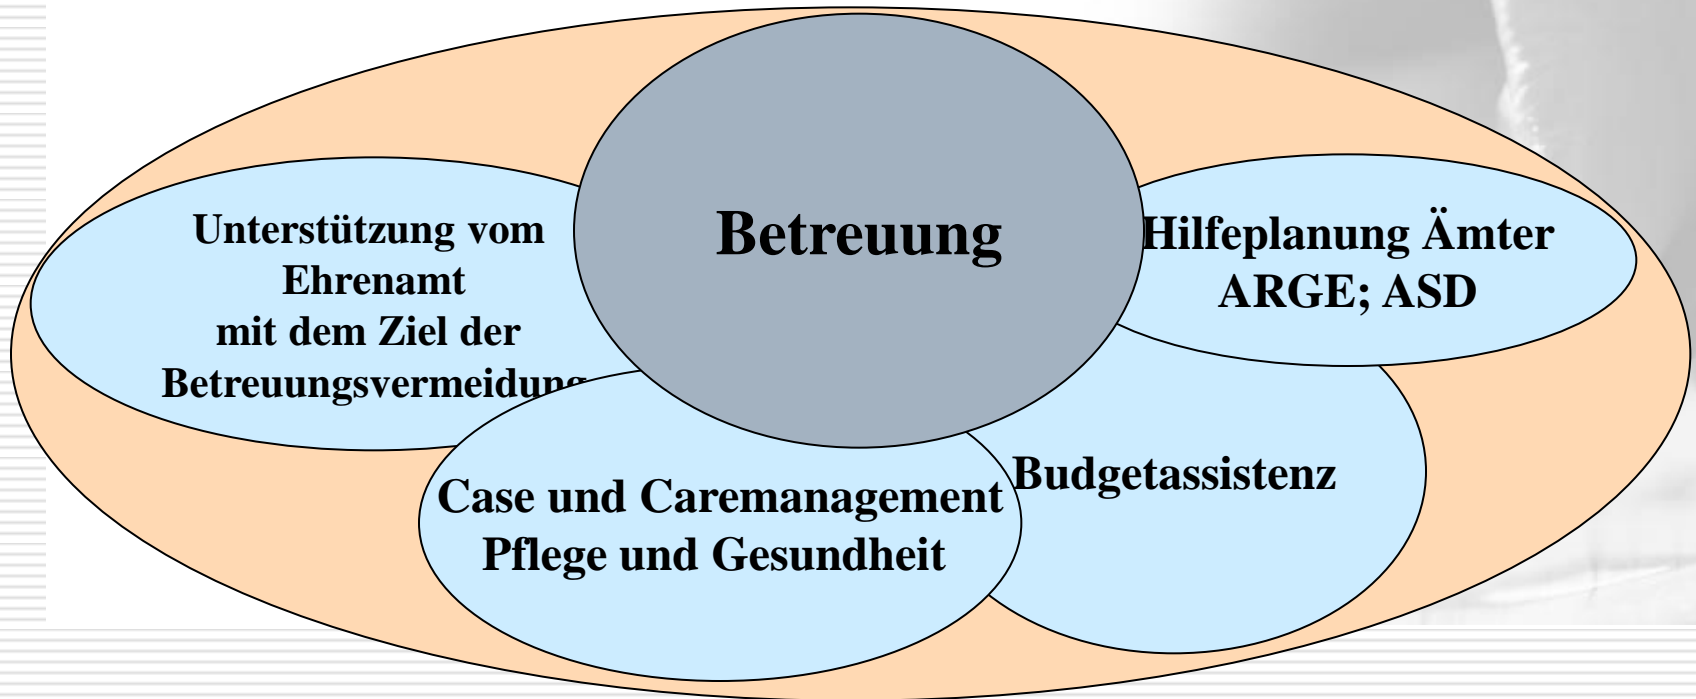 Betreuung
Unterstützung vom
Ehrenamt
mit dem Ziel der
Betreuungsvermeidung
Hilfeplanung Ämter
ARGE; ASD
Case und Caremanagement
Pflege und Gesundheit
Budgetassistenz